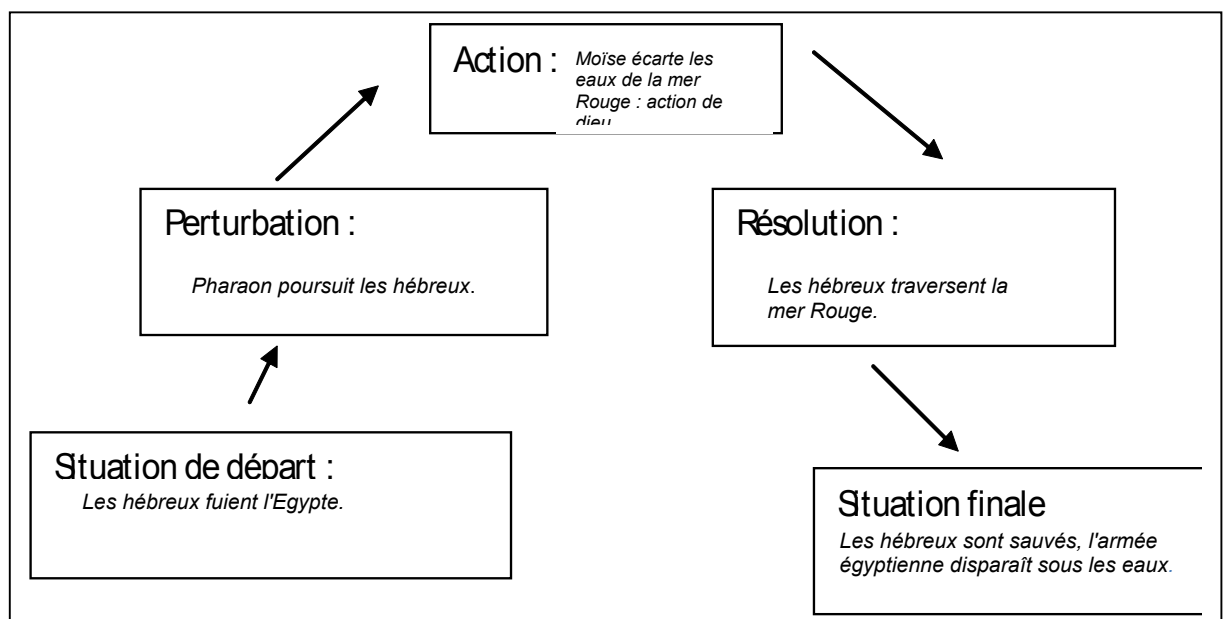 Action : Moïse écarte les
eaux de la mer
Rouge : action de
dieu
Perturbation :
Pharaon poursuit les hébreux.
Résolution :
Les hébreux traversent la
mer Rouge.
Situation de départ :
Les hébreux fuient l'Egypte.
Situation finale
Les hébreux sont sauvés, l'armée
égyptienne disparaît sous les eaux.